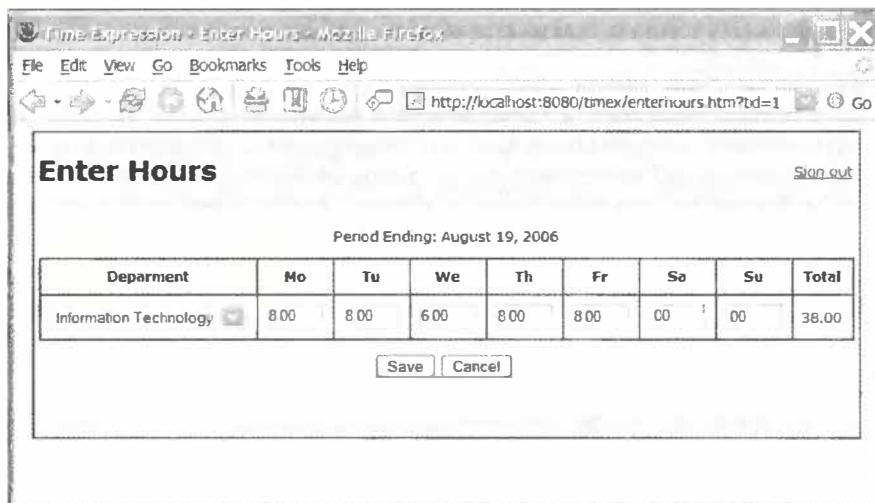 Time Expression - Enter Hours - Mozilla Firefox
File Edit View Go Bookmarks Tools Help
http://localhost:8080/timex/enterhours.htm?tid=1 Go
Enter Hours
Sign out
Period Ending: August 19, 2006
Deparment Mo Tu We Th Fr Sa Su Total
Information Technology 8.00 8.00 6.00 8.00 8.00 .00 .00 38.00
Save Cancel